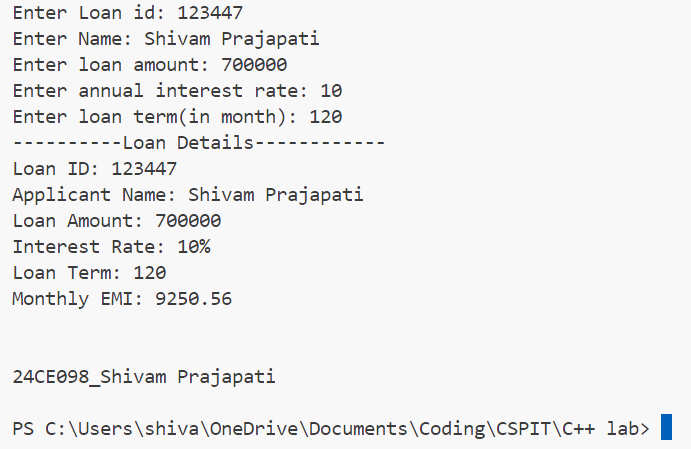 Enter Loan id: 123447
Enter Name: Shivam Prajapati
Enter loan amount: 700000
Enter annual interest rate: 10
Enter loan term(in month): 120
----------Loan Details------------
Loan ID: 123447
Applicant Name: Shivam Prajapati
Loan Amount: 700000
Interest Rate: 10%
Loan Term: 120
Monthly EMI: 9250.56
24CE098_Shivam Prajapati
PS C:\Users\shiva\OneDrive\Documents\Coding\CSPIT\C++ lab>